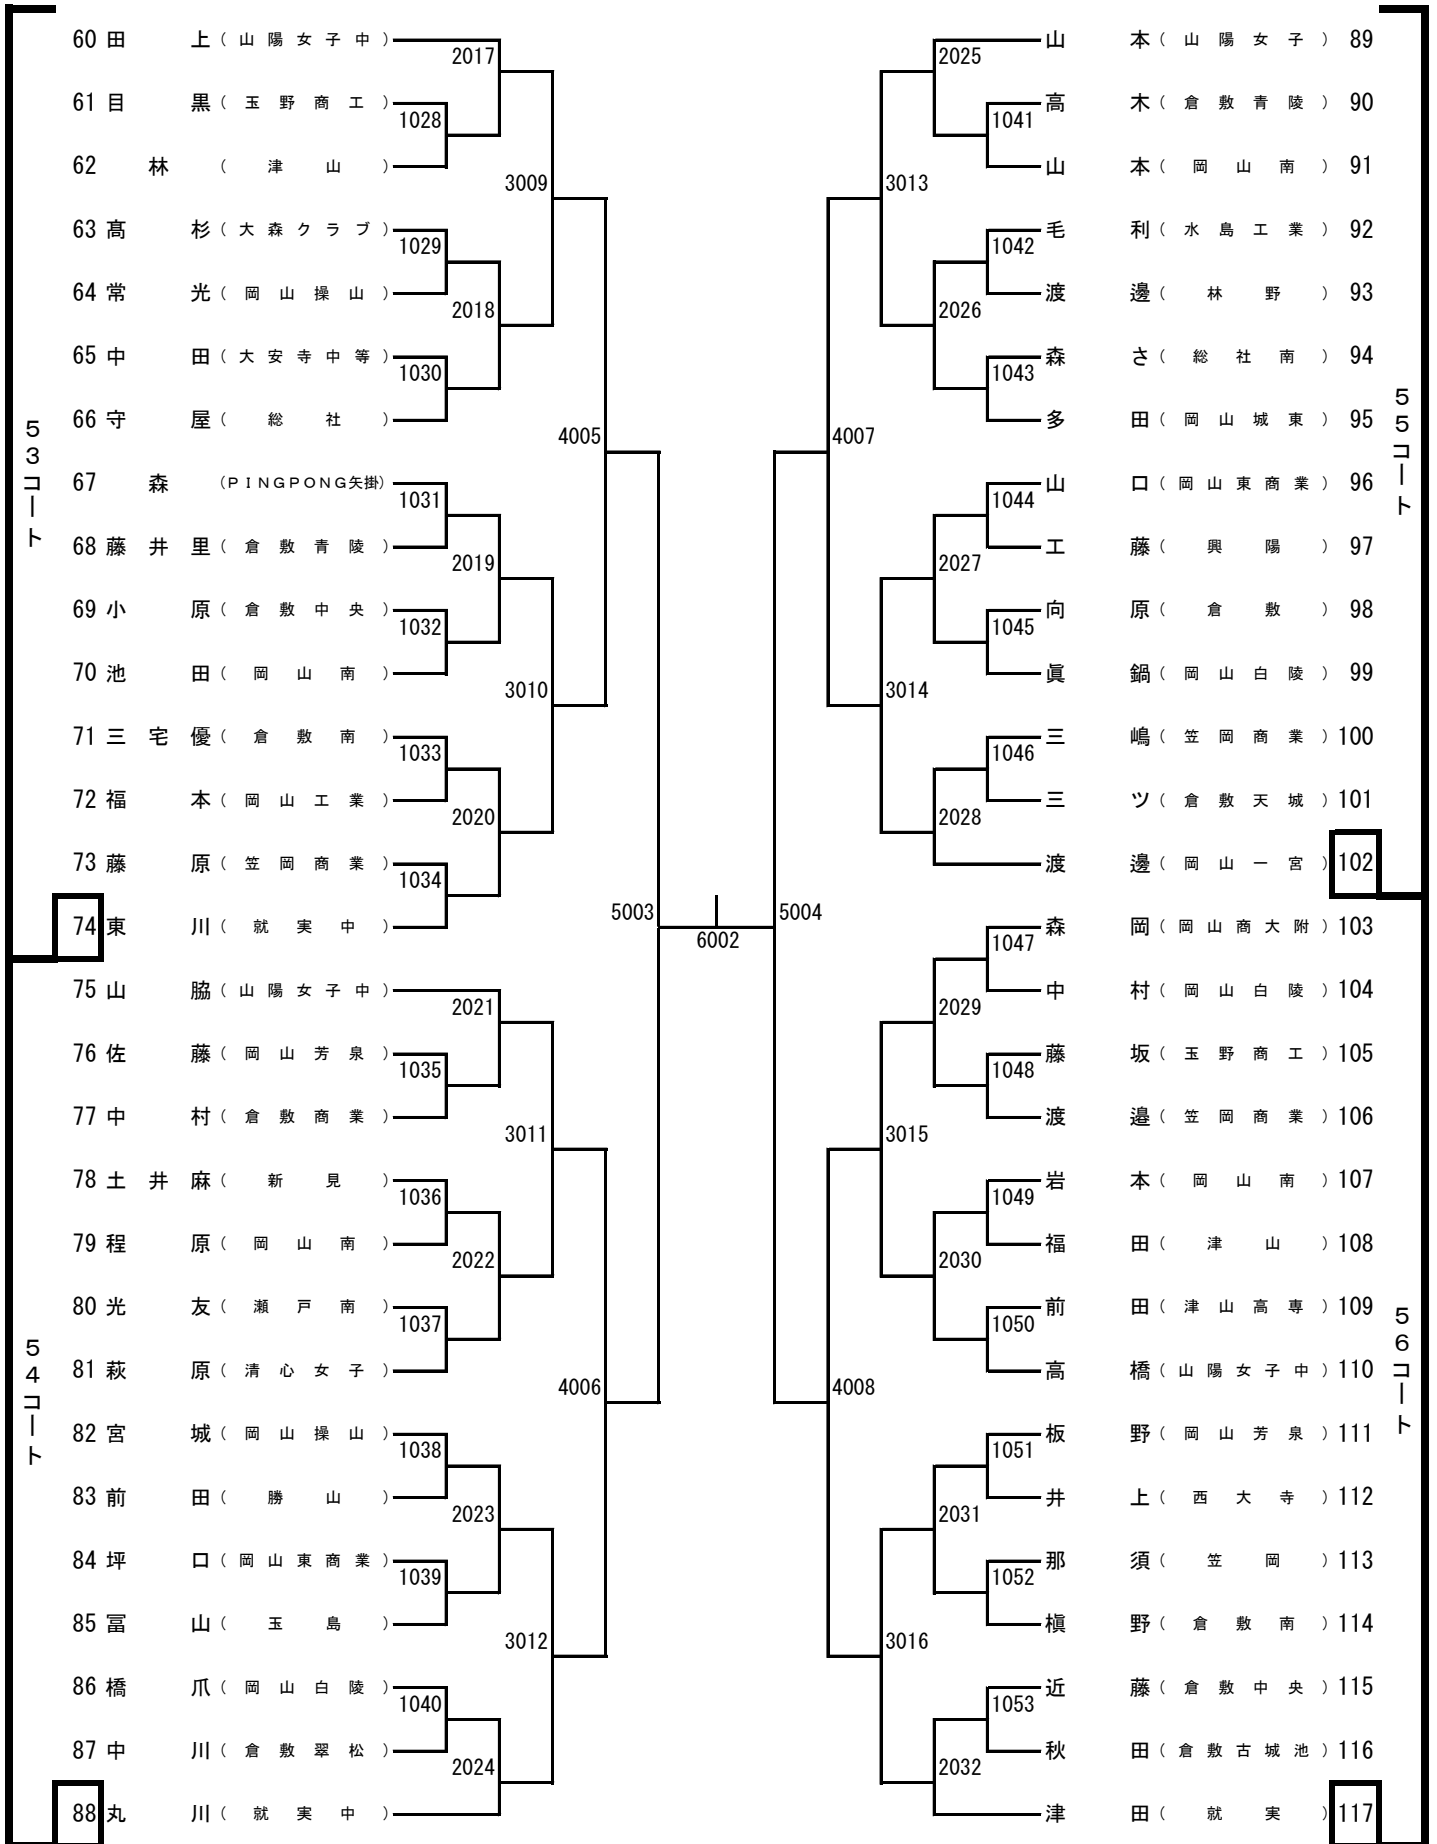 60 田上（山陽女子中）
2017
61 目黒（玉野商工）
1028
62 林（津山）
3009
63 髙杉（大森クラブ）
1029
64 常光（岡山操山）
2018
65 中田（大安寺中等）
1030
66 守屋（総社）
4005
67 森（PINGPONG矢掛）
1031
68 藤井里（倉敷青陵）
2019
69 小原（倉敷中央）
1032
70 池田（岡山南）
3010
71 三宅優（倉敷南）
1033
72 福本（岡山工業）
2020
73 藤原（笠岡商業）
1034
74 東川（就実中）
53コート
5003
75 山脇（山陽女子中）
2021
76 佐藤（岡山芳泉）
1035
77 中村（倉敷商業）
3011
78 土井麻（新見）
1036
79 程原（岡山南）
2022
80 光友（瀬戸南）
1037
81 萩原（清心女子）
4006
82 宮城（岡山操山）
1038
83 前田（勝山）
2023
84 坪口（岡山東商業）
1039
85 冨山（玉島）
3012
86 橋爪（岡山白陵）
1040
87 中川（倉敷翠松）
2024
88 丸川（就実中）
54コート
6002
山本（山陽女子）89
2025
高木（倉敷青陵）90
1041
山本（岡山南）91
3013
毛利（水島工業）92
1042
渡邊（林野）93
2026
森さ（総社南）94
1043
多田（岡山城東）95
4007
山口（岡山東商業）96
1044
工藤（興陽）97
2027
向原（倉敷）98
1045
眞鍋（岡山白陵）99
3014
三嶋（笠岡商業）100
1046
三ツ（倉敷天城）101
2028
渡邊（岡山一宮）102
55コート
5004
森岡（岡山商大附）103
1047
中村（岡山白陵）104
2029
藤坂（玉野商工）105
1048
渡邉（笠岡商業）106
3015
岩本（岡山南）107
1049
福田（津山）108
2030
前田（津山高専）109
1050
高橋（山陽女子中）110
4008
板野（岡山芳泉）111
1051
井上（西大寺）112
2031
那須（笠岡）113
1052
槇野（倉敷南）114
3016
近藤（倉敷中央）115
1053
秋田（倉敷古城池）116
2032
津田（就実）117
56コート